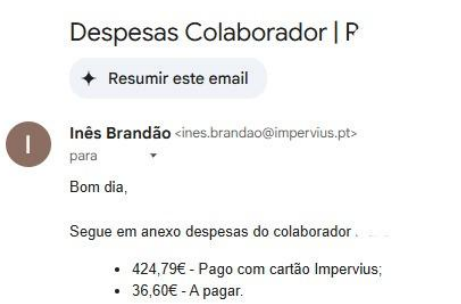 Despesas Colaborador |
Resumir este email
I
Inês Brandão <ines.brandao@impervius.pt>
para
Bom dia,
Segue em anexo despesas do colaborador
• 424,79€ - Pago com cartão Impervius;
• 36,60€ - A pagar.